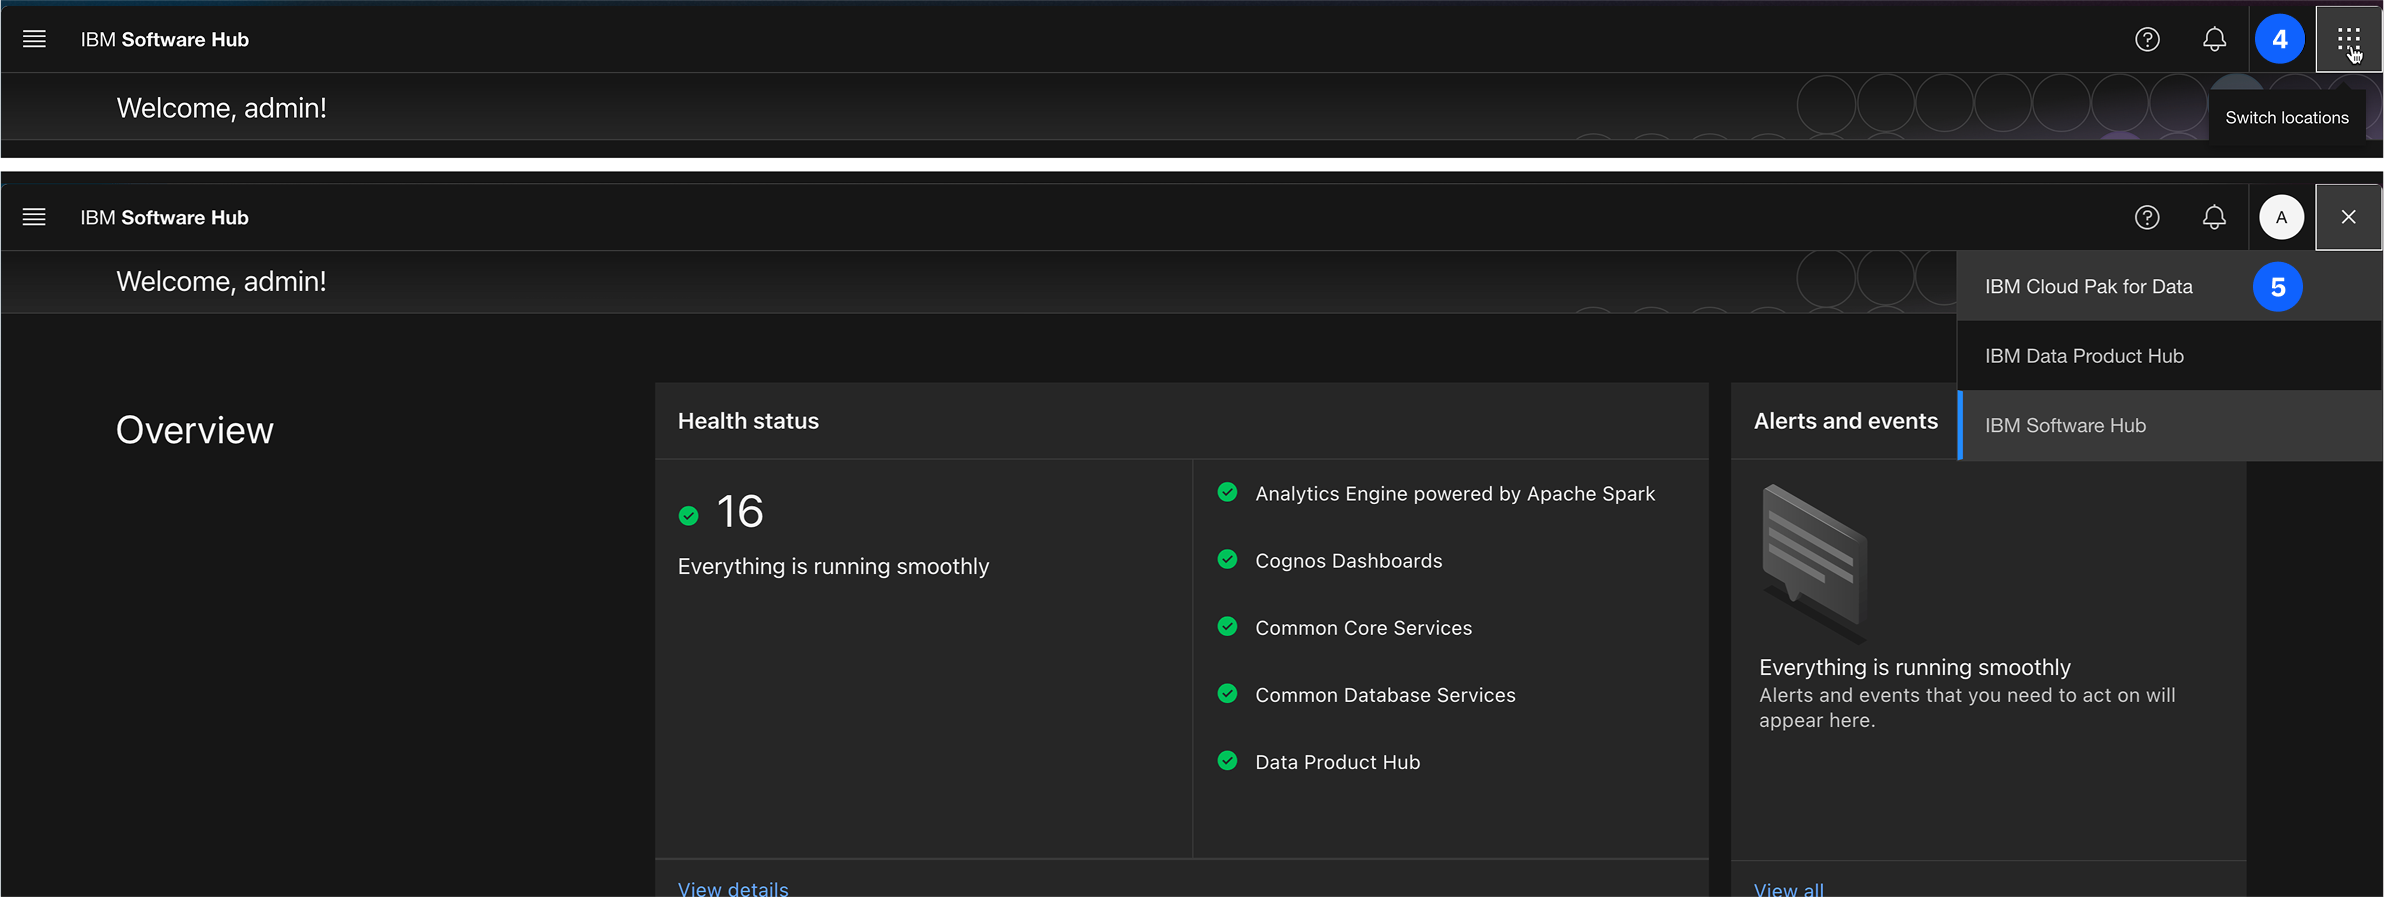 IBM Software Hub
4
Welcome, admin!
Switch locations
IBM Software Hub
A
Welcome, admin!
IBM Cloud Pak for Data
5
IBM Data Product Hub
IBM Software Hub
Overview
Health status
16
Everything is running smoothly
Analytics Engine powered by Apache Spark
Cognos Dashboards
Common Core Services
Common Database Services
Data Product Hub
View details
Alerts and events
Everything is running smoothly
Alerts and events that you need to act on will
appear here.
View all